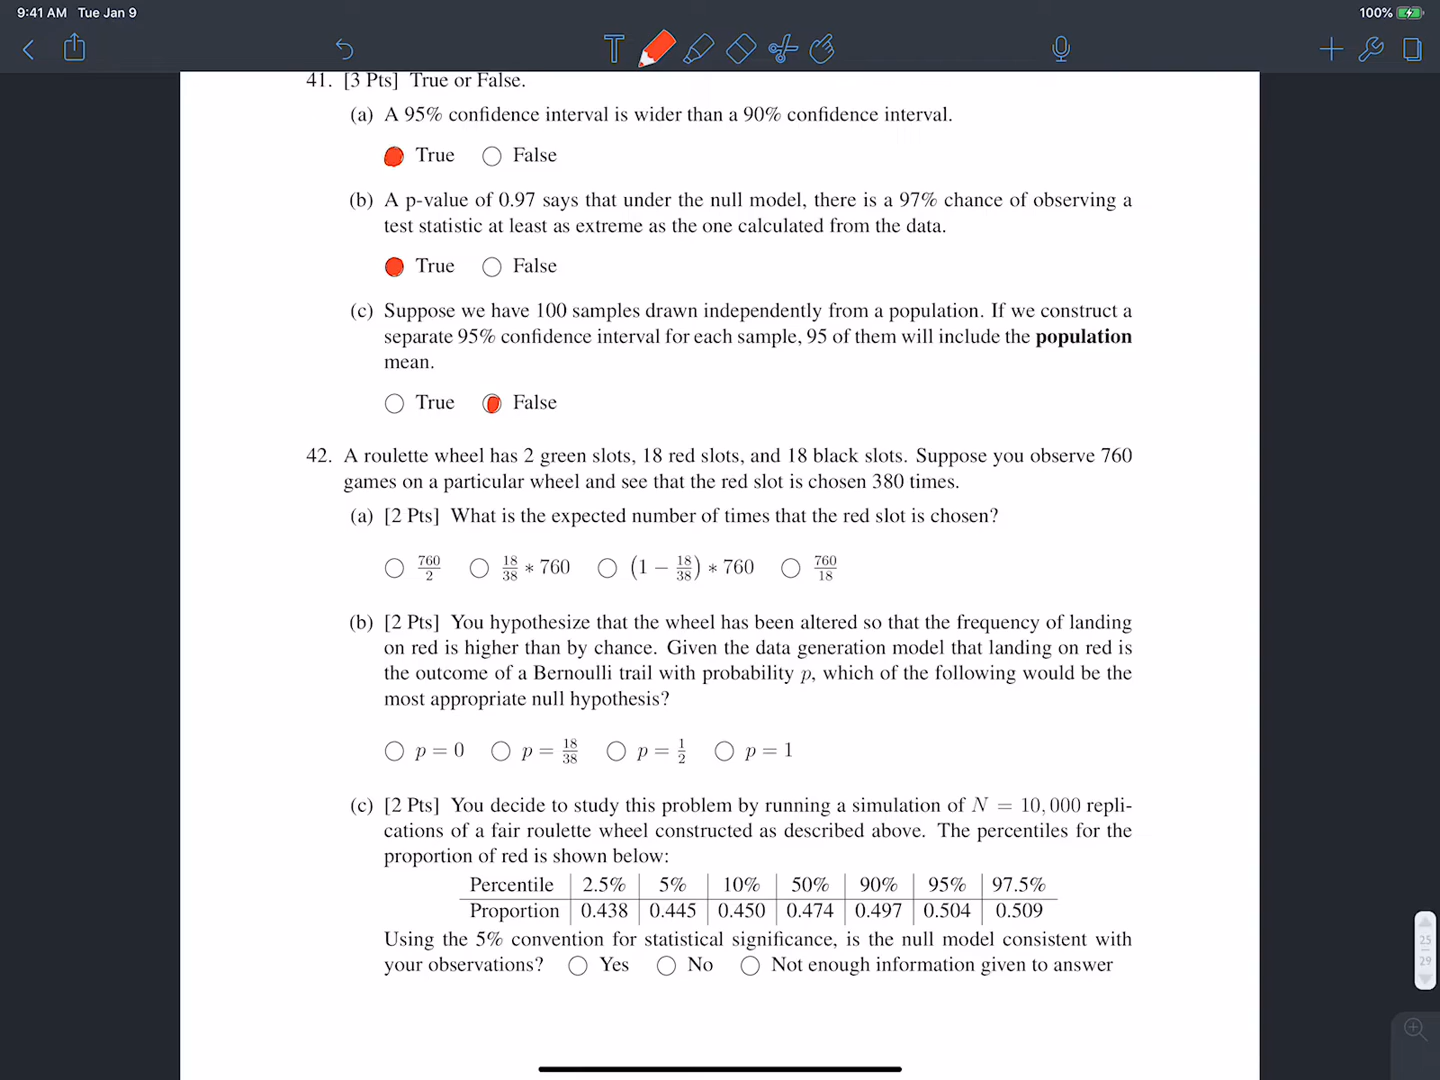 9:41 AM Tue Jan 9
100%
T
41. [3 Pts] True or False.
(a) A 95% confidence interval is wider than a 90% confidence interval.
True False
(b) A p-value of 0.97 says that under the null model, there is a 97% chance of observing a
test statistic at least as extreme as the one calculated from the data.
True False
(c) Suppose we have 100 samples drawn independently from a population. If we construct a
separate 95% confidence interval for each sample, 95 of them will include the population
mean.
True False
42. A roulette wheel has 2 green slots, 18 red slots, and 18 black slots. Suppose you observe 760
games on a particular wheel and see that the red slot is chosen 380 times.
(a) [2 Pts] What is the expected number of times that the red slot is chosen?
760/2 18/38 * 760 (1 − 18/38) * 760 760/18
(b) [2 Pts] You hypothesize that the wheel has been altered so that the frequency of landing
on red is higher than by chance. Given the data generation model that landing on red is
the outcome of a Bernoulli trail with probability p, which of the following would be the
most appropriate null hypothesis?
p = 0 p = 18/38 p = 1/2 p = 1
(c) [2 Pts] You decide to study this problem by running a simulation of N = 10,000 repli-
cations of a fair roulette wheel constructed as described above. The percentiles for the
proportion of red is shown below:
Percentile 2.5% 5% 10% 50% 90% 95% 97.5%
Proportion 0.438 0.445 0.450 0.474 0.497 0.504 0.509
Using the 5% convention for statistical significance, is the null model consistent with
your observations? Yes No Not enough information given to answer
25
29